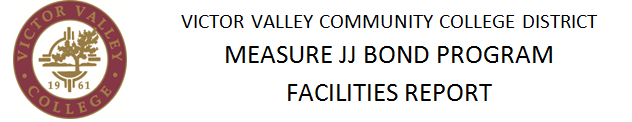 VICTOR VALLEY
19 61
COLLEGE
VICTOR VALLEY COMMUNITY COLLEGE DISTRICT
MEASURE JJ BOND PROGRAM
FACILITIES REPORT